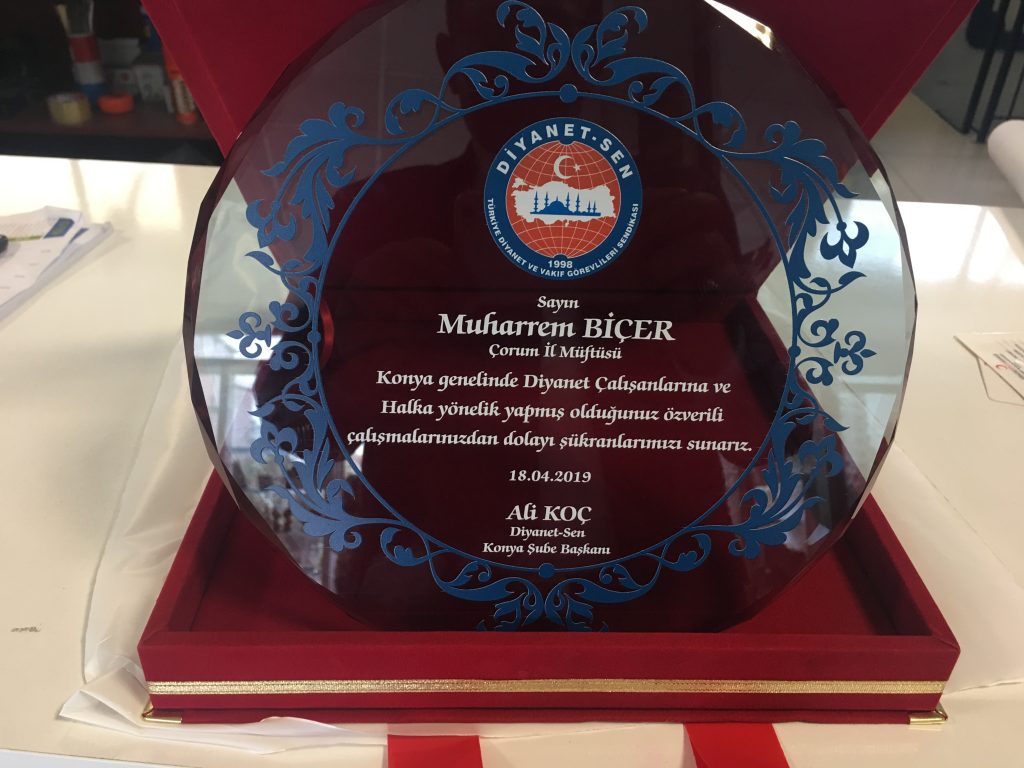 DİYANET-SEN
TÜRKİYE DİYANET VE VAKIF GÖREVLİLERİ SENDİKASI
1998
Sayın
Muharrem BİÇER
Çorum İl Müftüsü
Konya genelinde Diyanet Çalışanlarına ve
Halka yönelik yapmış olduğunuz özverili
çalışmalarınızdan dolayı şükranlarımızı sunarız.
18.04.2019
Ali KOÇ
Diyanet-Sen
Konya Şube Başkanı